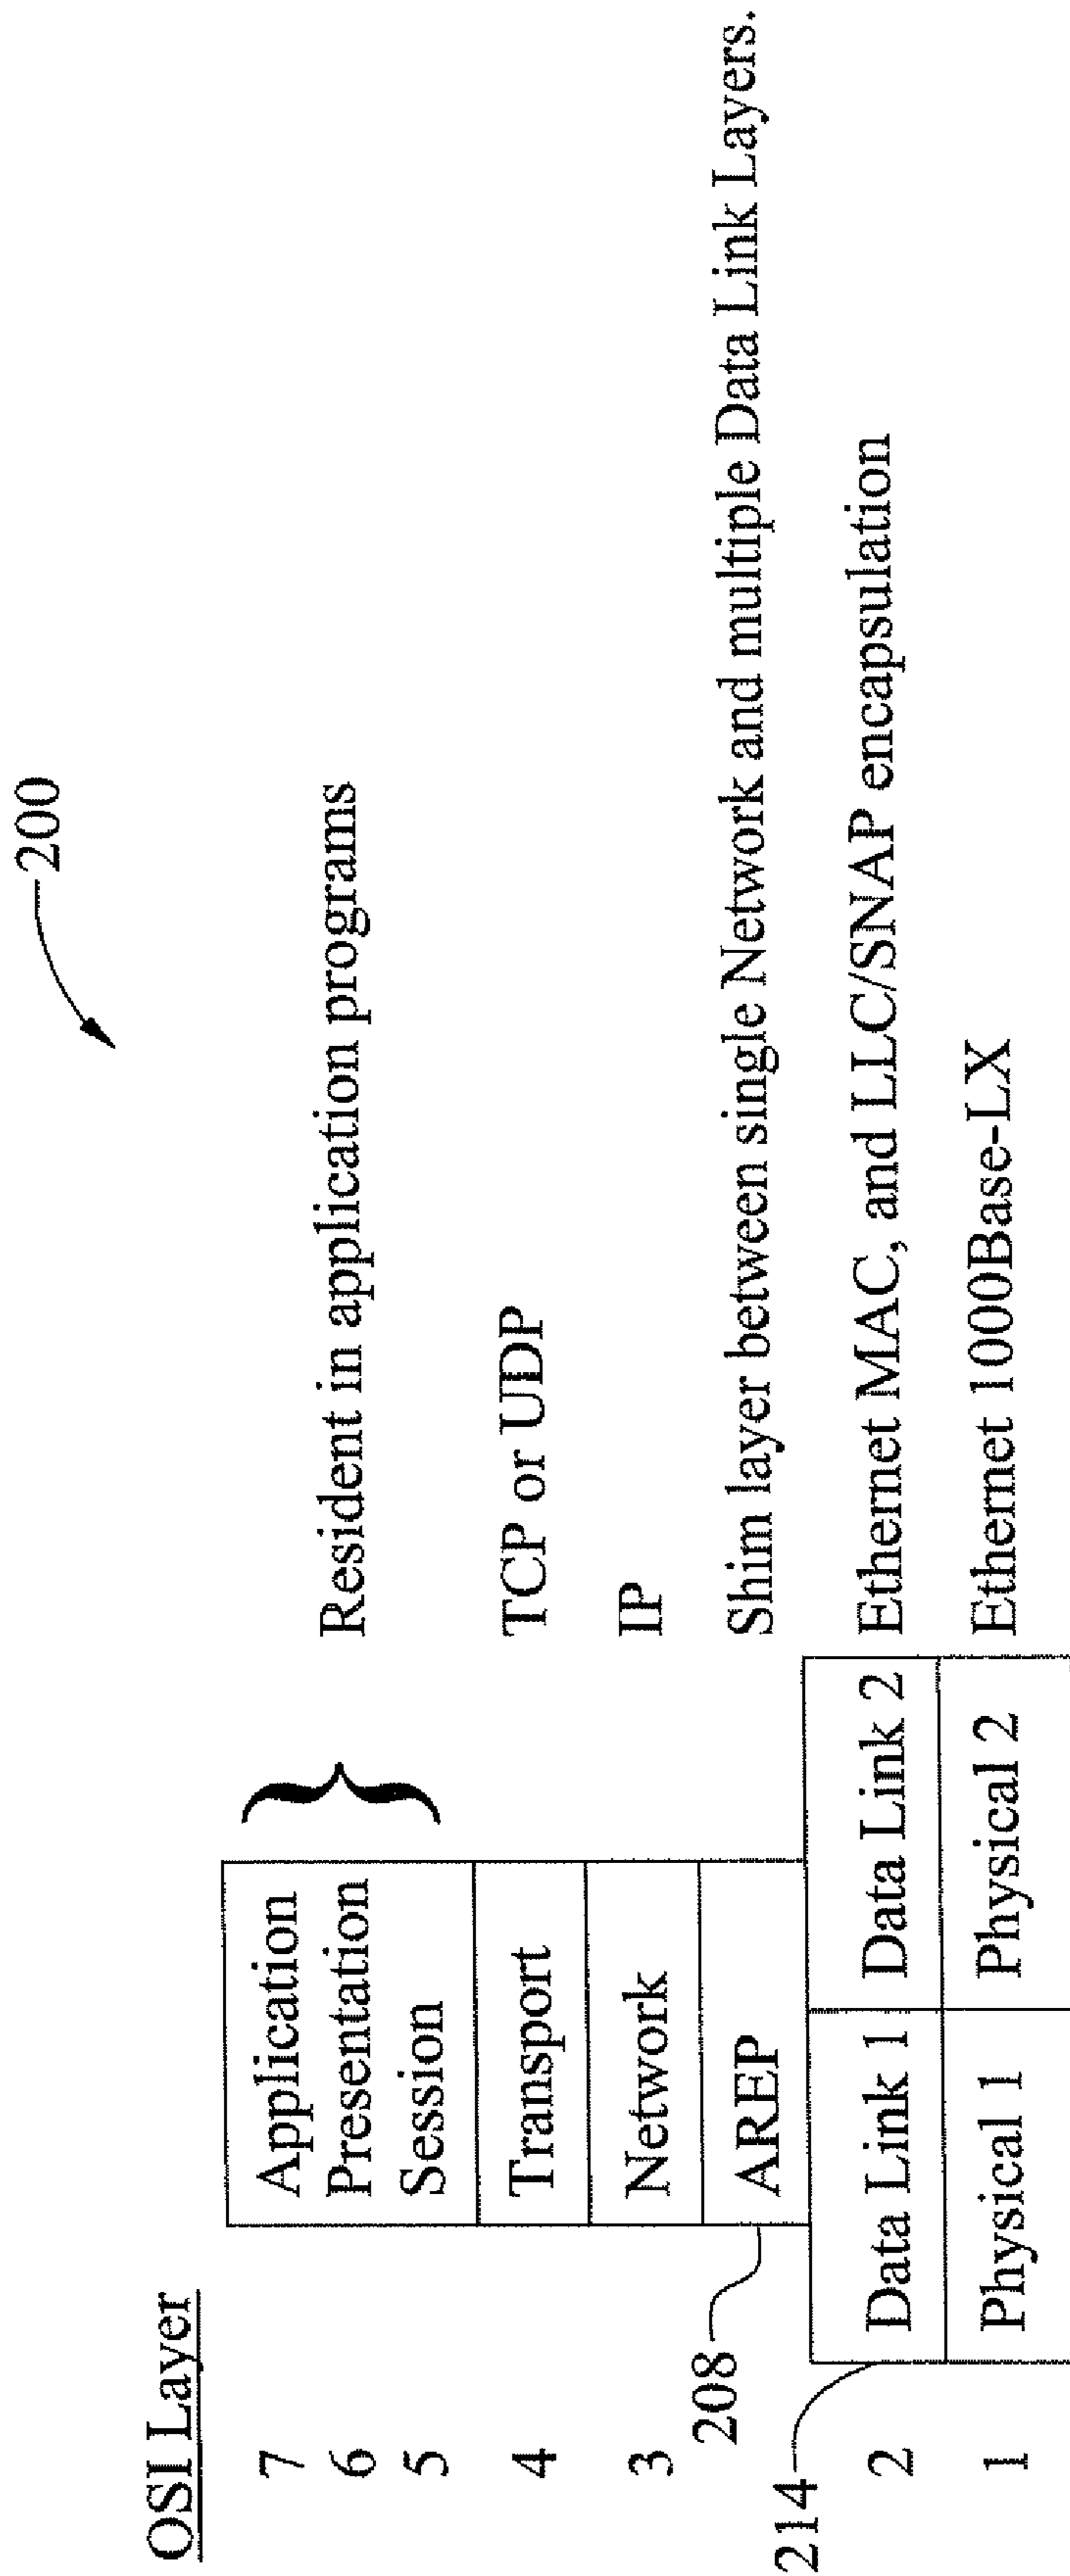 200
OSI Layer
7 Application
6 Presentation Resident in application programs
5 Session
4 Transport TCP or UDP
3 Network IP
208 AREP Shim layer between single Network and multiple Data Link Layers.
214
2 Data Link 1 Data Link 2 Ethernet MAC, and LLC/SNAP encapsulation
1 Physical 1 Physical 2 Ethernet 1000Base-LX